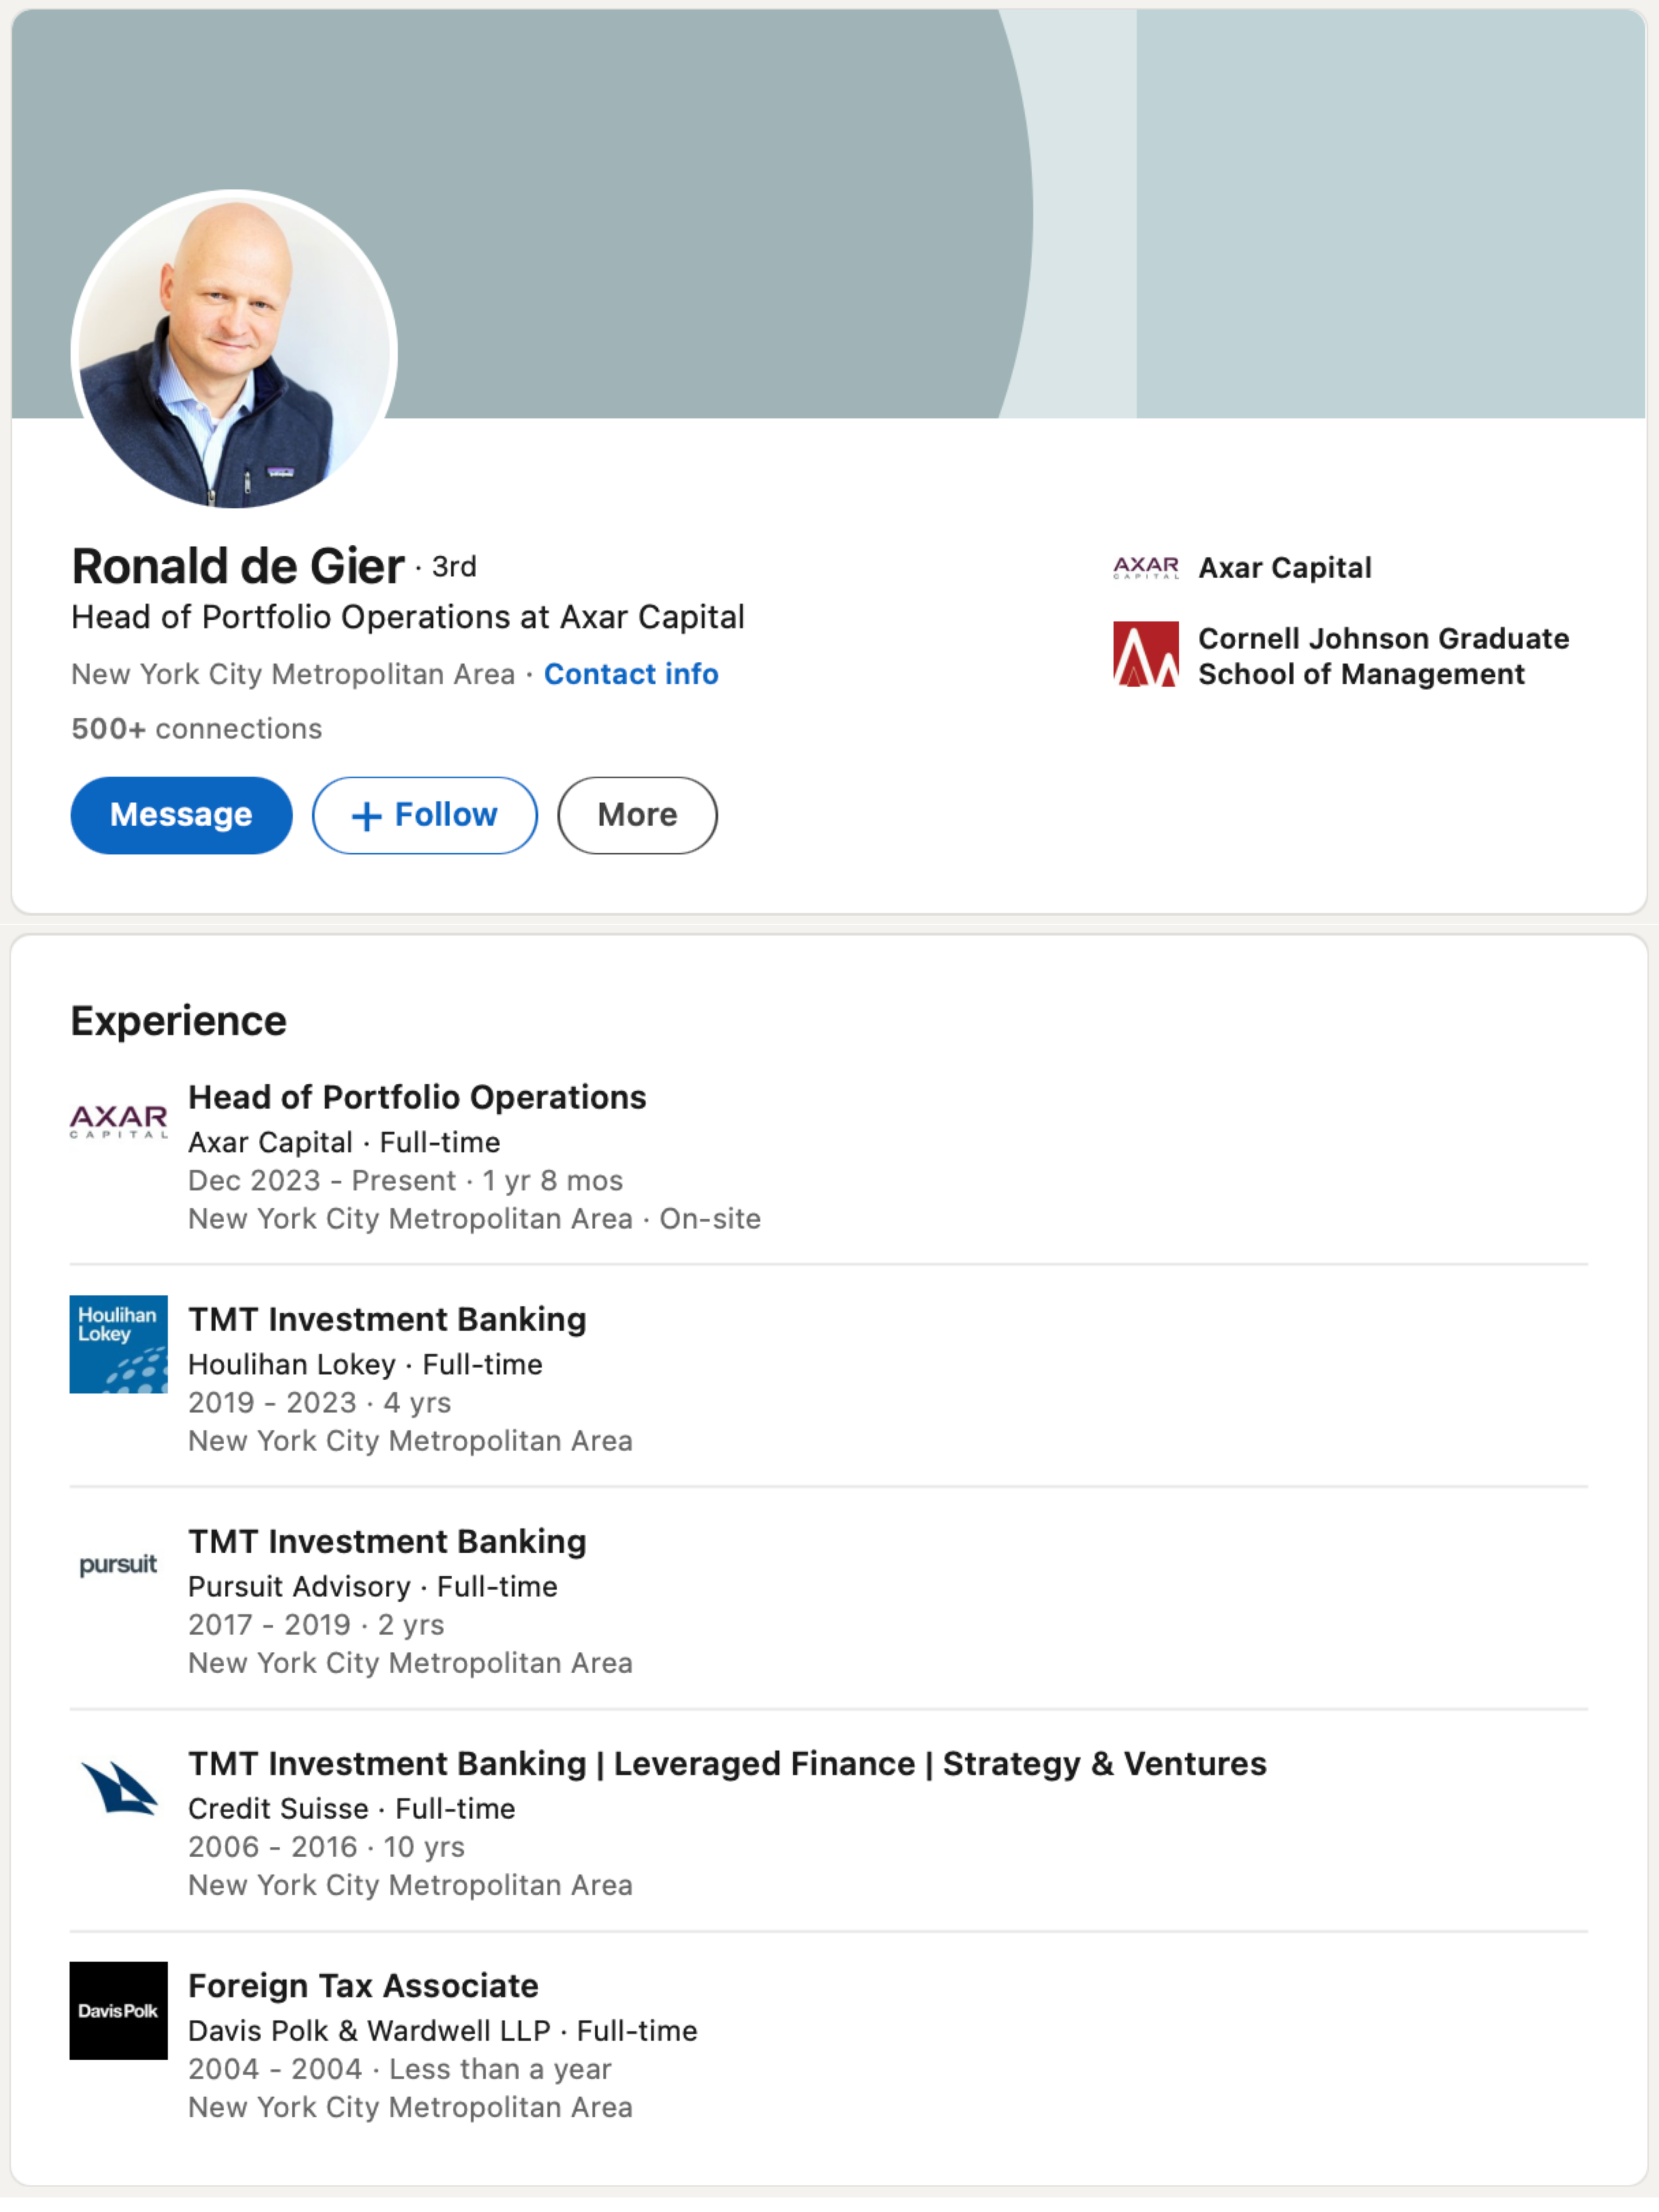 Ronald de Gier · 3rd
Head of Portfolio Operations at Axar Capital
New York City Metropolitan Area · Contact info
500+ connections
Message
+ Follow
More
AXAR
CAPITAL
Axar Capital
Cornell Johnson Graduate
School of Management
Experience
AXAR
CAPITAL
Head of Portfolio Operations
Axar Capital · Full-time
Dec 2023 - Present · 1 yr 8 mos
New York City Metropolitan Area · On-site
Houlihan
Lokey
TMT Investment Banking
Houlihan Lokey · Full-time
2019 - 2023 · 4 yrs
New York City Metropolitan Area
pursuit
TMT Investment Banking
Pursuit Advisory · Full-time
2017 - 2019 · 2 yrs
New York City Metropolitan Area
TMT Investment Banking | Leveraged Finance | Strategy & Ventures
Credit Suisse · Full-time
2006 - 2016 · 10 yrs
New York City Metropolitan Area
DavisPolk
Foreign Tax Associate
Davis Polk & Wardwell LLP · Full-time
2004 - 2004 · Less than a year
New York City Metropolitan Area